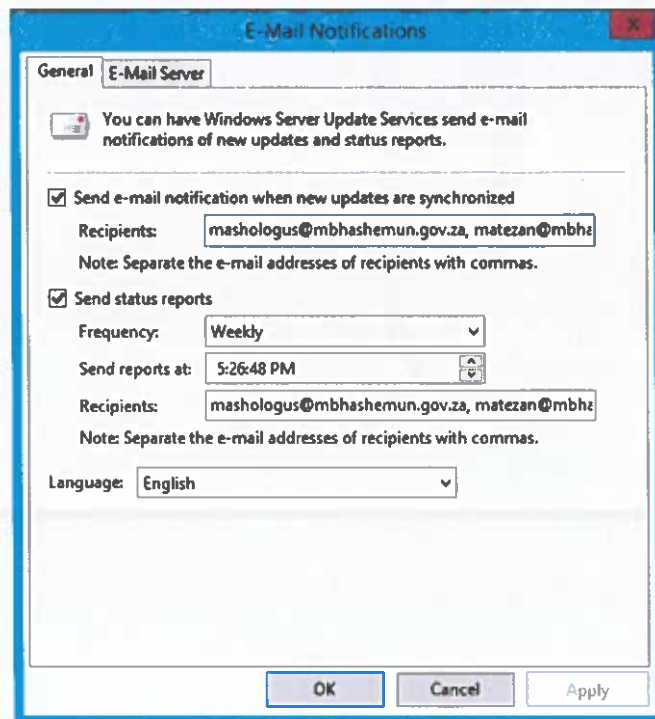 E-Mail Notifications
General
E-Mail Server
You can have Windows Server Update Services send e-mail
notifications of new updates and status reports.
Send e-mail notification when new updates are synchronized
Recipients: mashologus@mbhashemun.gov.za, matezan@mbha
Note: Separate the e-mail addresses of recipients with commas.
Send status reports
Frequency: Weekly
Send reports at: 5:26:48 PM
Recipients: mashologus@mbhashemun.gov.za, matezan@mbha
Note: Separate the e-mail addresses of recipients with commas.
Language: English
OK Cancel Apply